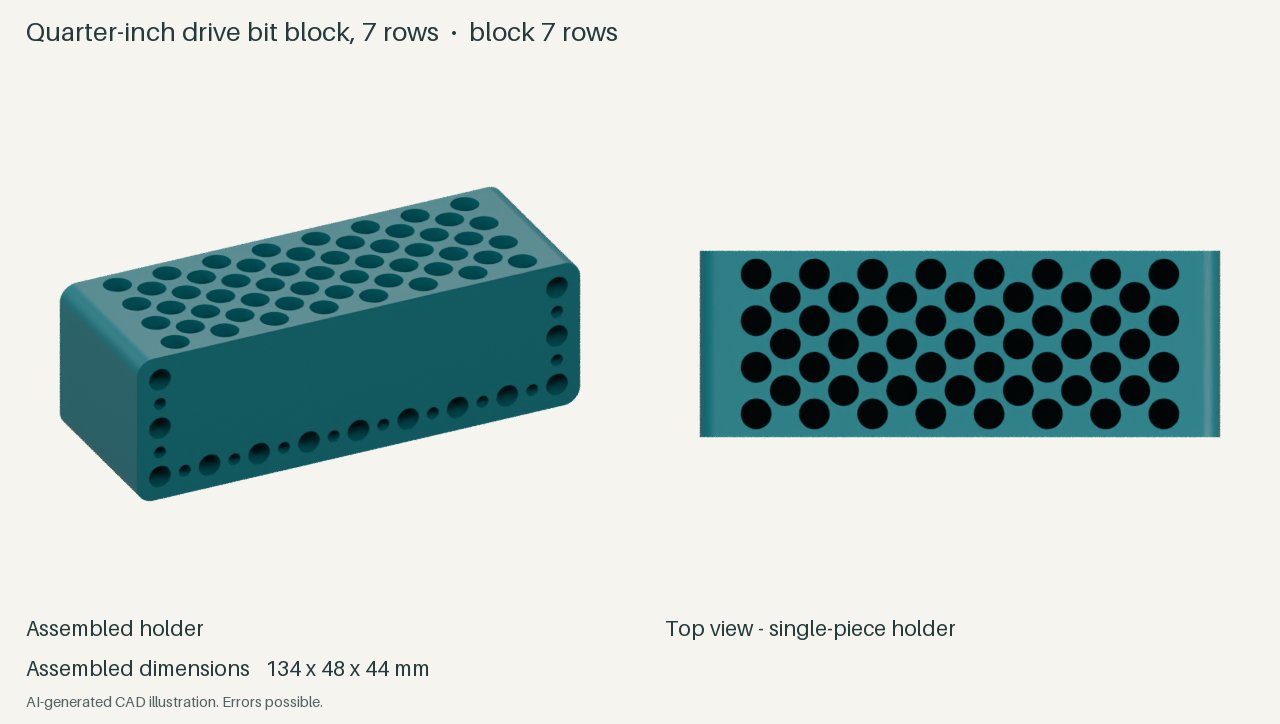 Quarter-inch drive bit block, 7 rows · block 7 rows
Assembled holder
Top view - single-piece holder
Assembled dimensions 134 x 48 x 44 mm
AI-generated CAD illustration. Errors possible.